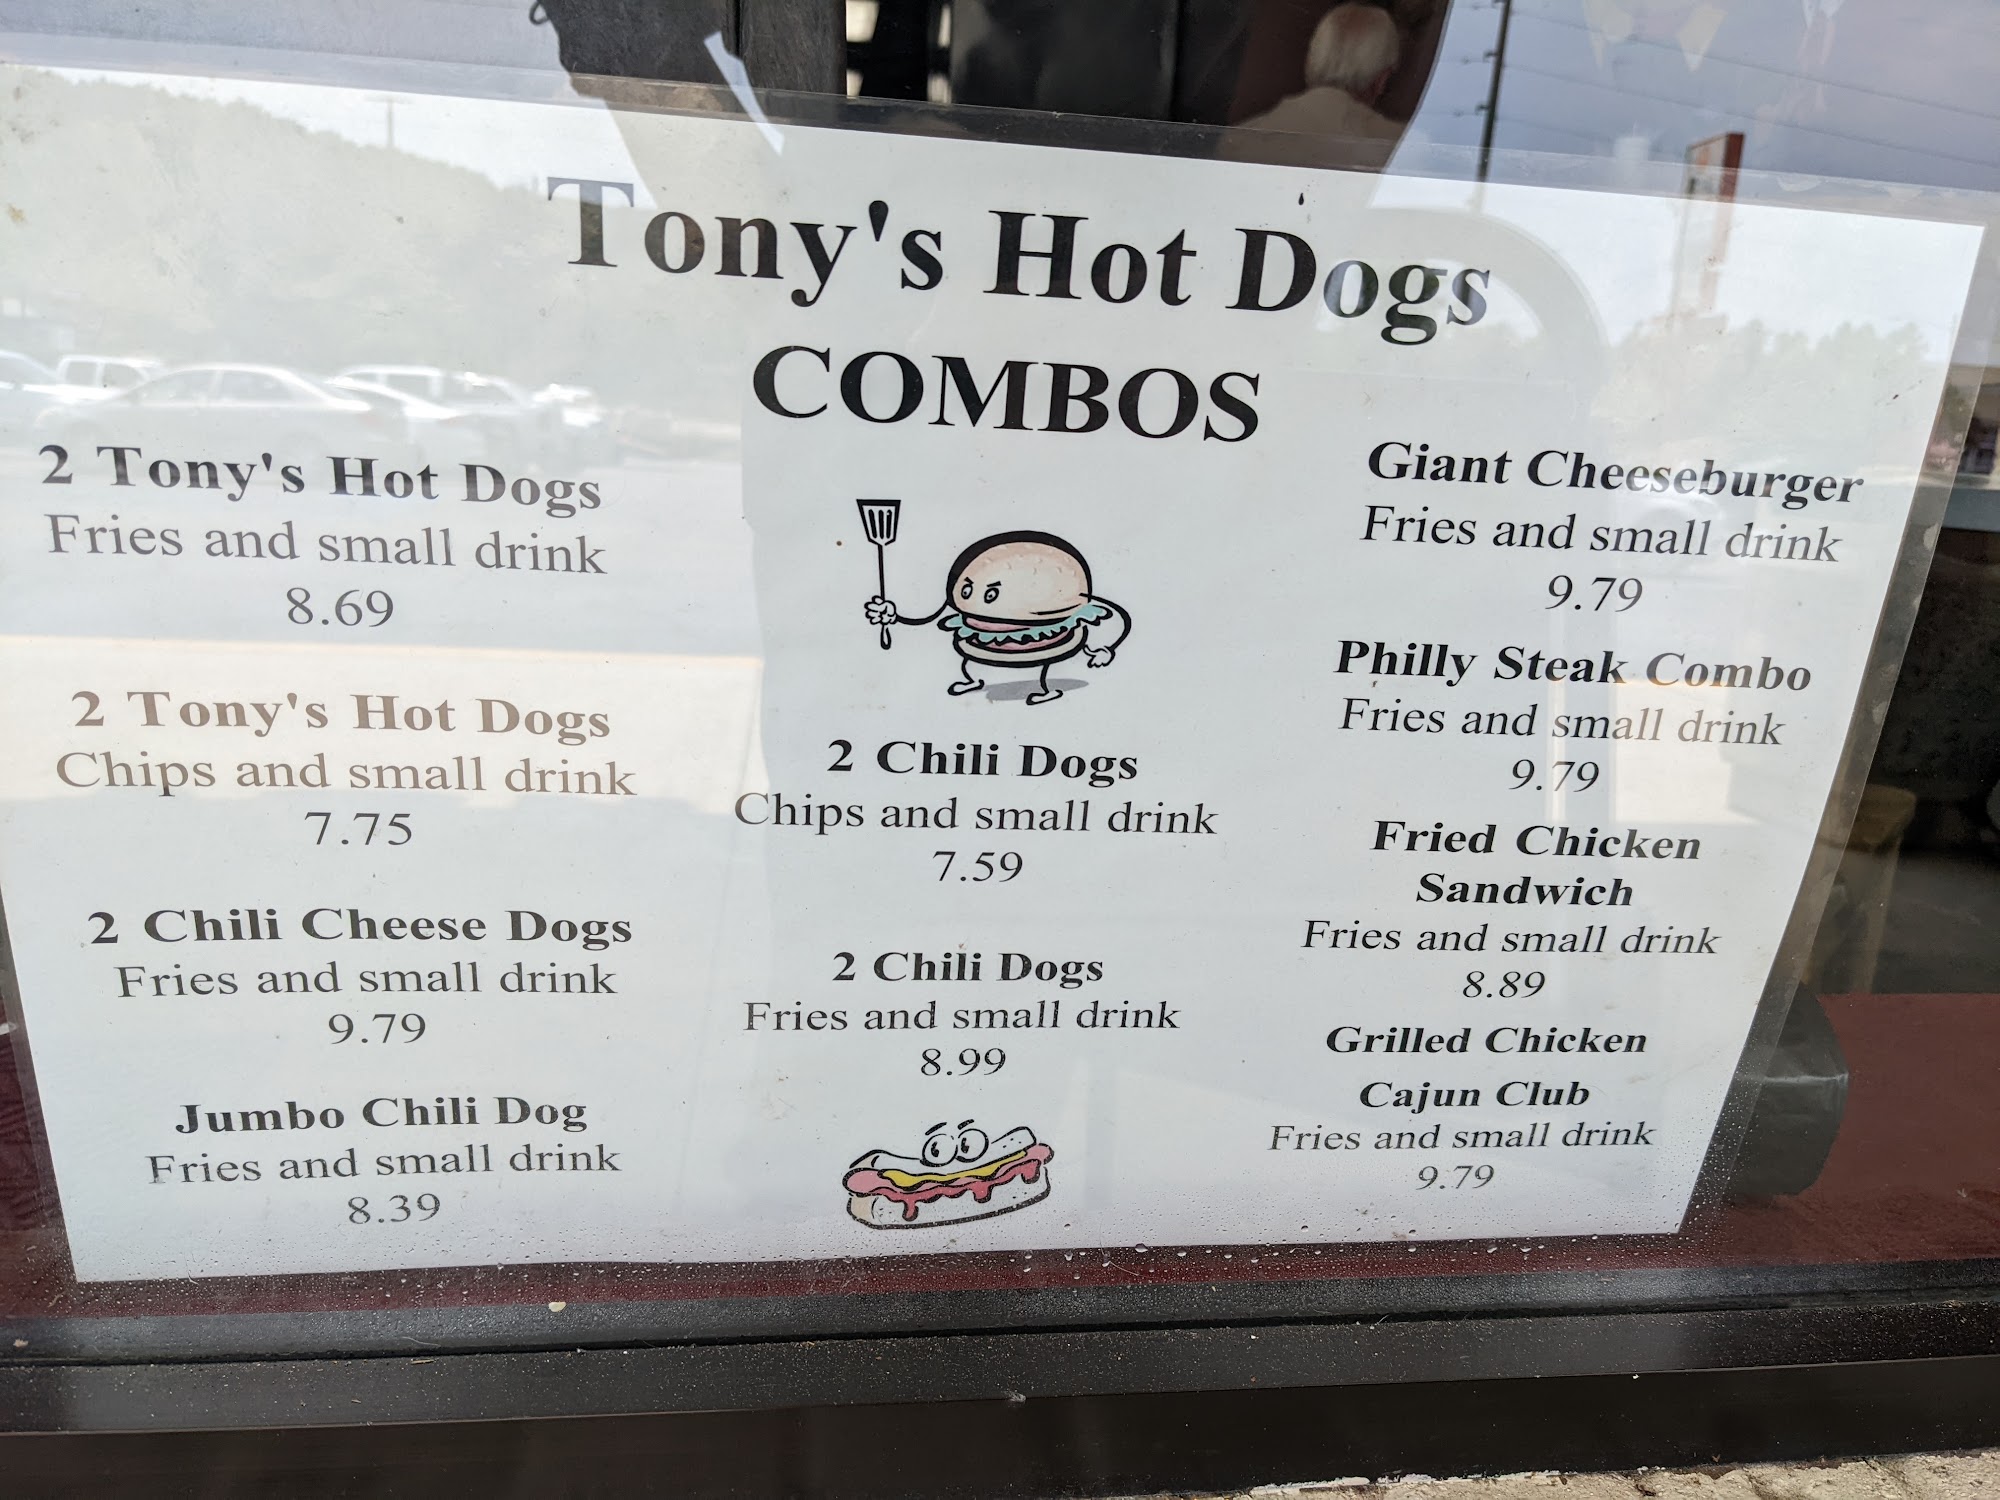 Tony's Hot Dogs
COMBOS
2 Tony's Hot Dogs
Fries and small drink
8.69
2 Tony's Hot Dogs
Chips and small drink
7.75
2 Chili Cheese Dogs
Fries and small drink
9.79
Jumbo Chili Dog
Fries and small drink
8.39
2 Chili Dogs
Chips and small drink
7.59
2 Chili Dogs
Fries and small drink
8.99
Giant Cheeseburger
Fries and small drink
9.79
Philly Steak Combo
Fries and small drink
9.79
Fried Chicken
Sandwich
Fries and small drink
8.89
Grilled Chicken
Cajun Club
Fries and small drink
9.79